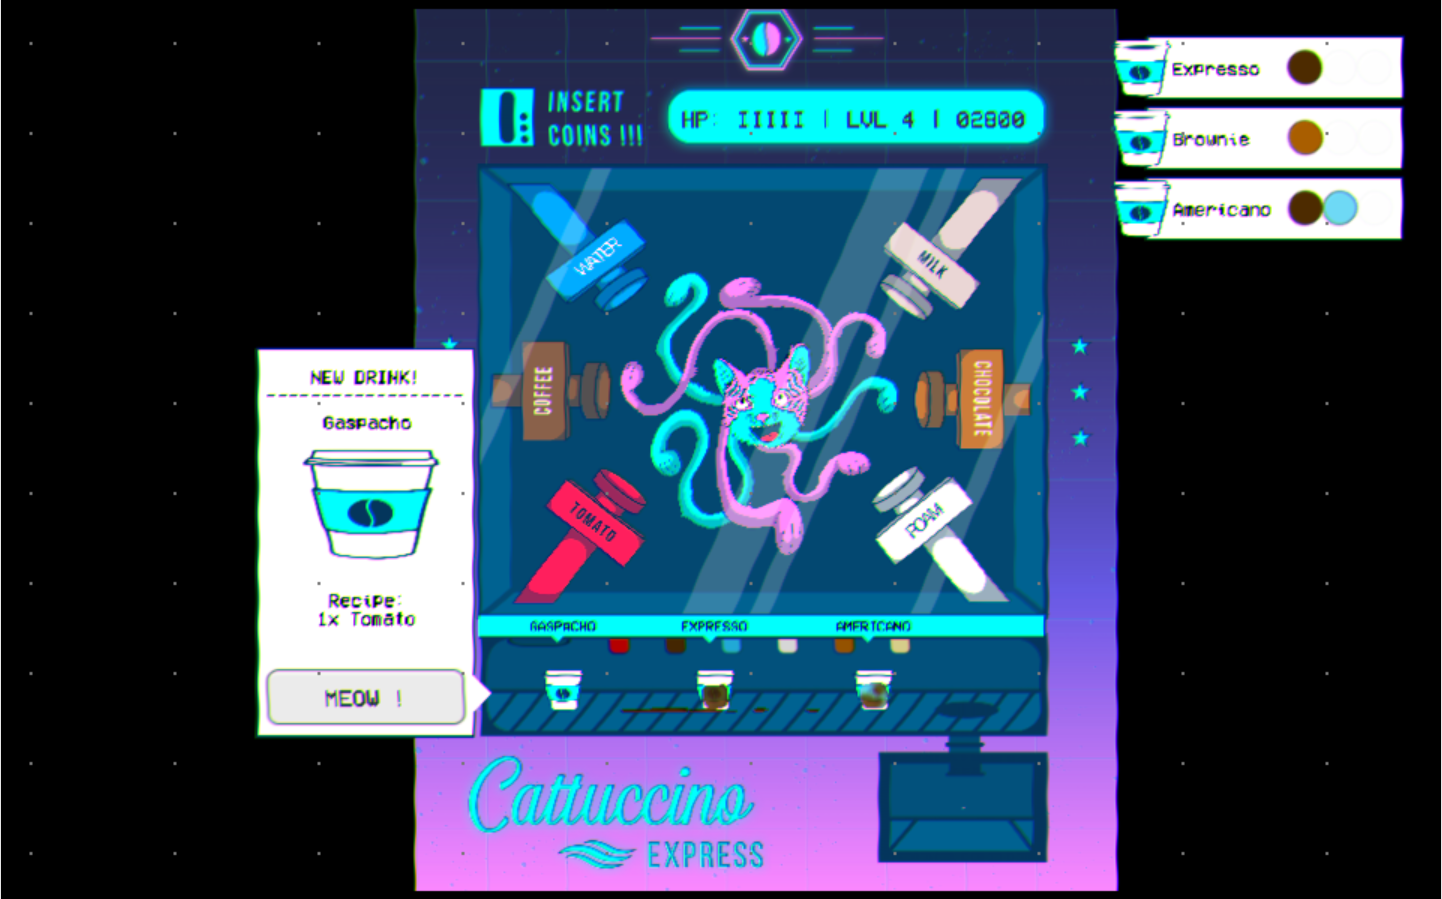 INSERT
COINS !!!
HP: IIIII | LVL 4 | 02800
Expresso
Brownie
Americano
WATER
MILK
COFFEE
CHOCOLATE
TOMATO
FOAM
NEW DRINK!
Gaspacho
Recipe:
1x Tomato
MEOW !
GASPACHO
EXPRESSO
AMERICANO
Cattuccino
EXPRESS